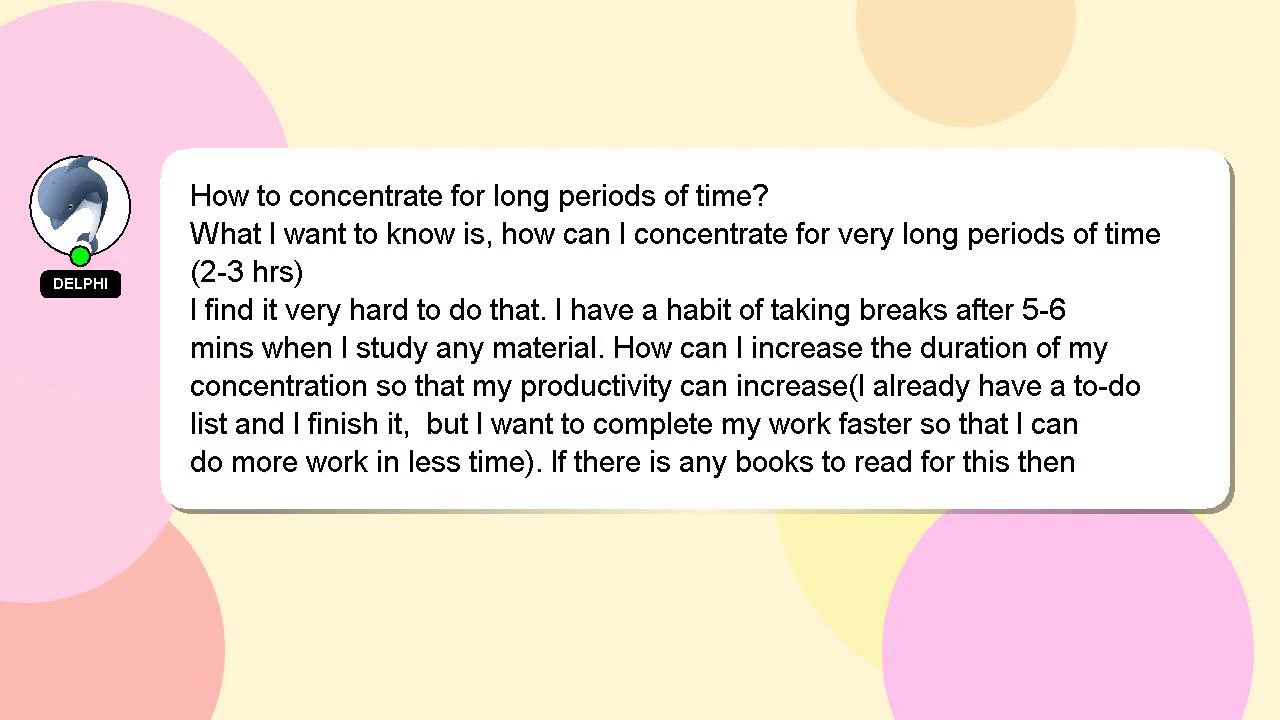 How to concentrate for long periods of time?
What I want to know is, how can I concentrate for very long periods of time
(2-3 hrs)
I find it very hard to do that. I have a habit of taking breaks after 5-6
mins when I study any material. How can I increase the duration of my
concentration so that my productivity can increase(I already have a to-do
list and I finish it,  but I want to complete my work faster so that I can
do more work in less time). If there is any books to read for this then
DELPHI